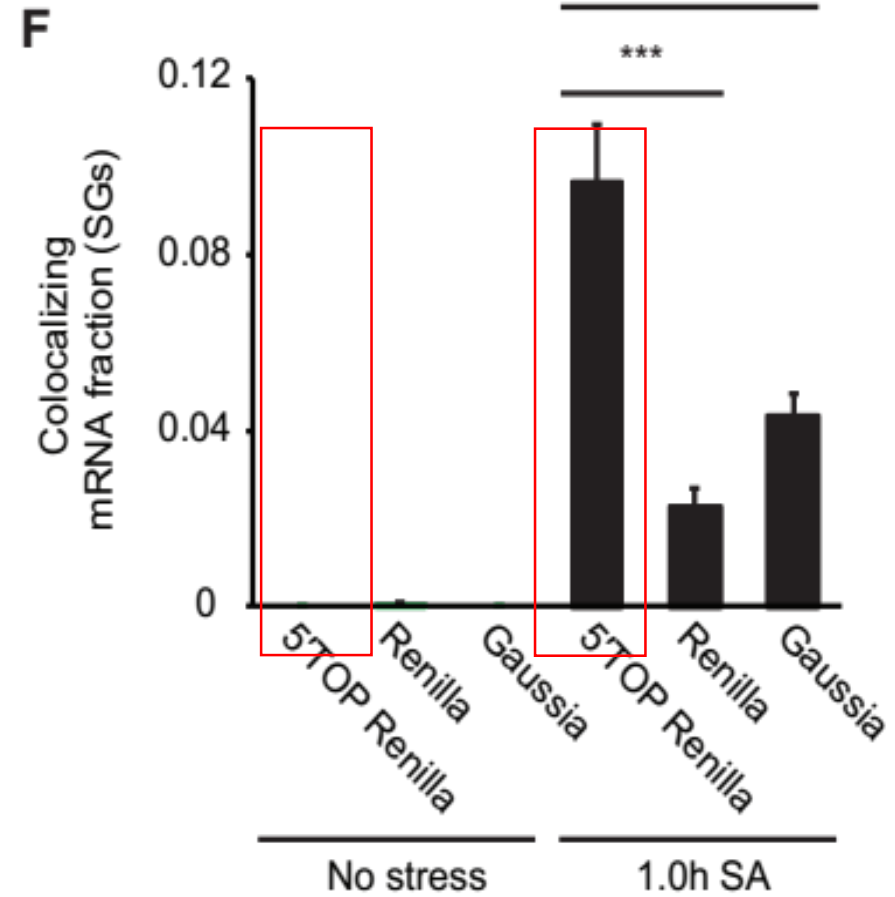 F
***
0.12
0.08
0.04
0
Colocalizing
mRNA fraction (SGs)
5'TOP Renilla
Renilla
Gaussia
5'TOP Renilla
Renilla
Gaussia
No stress
1.0h SA